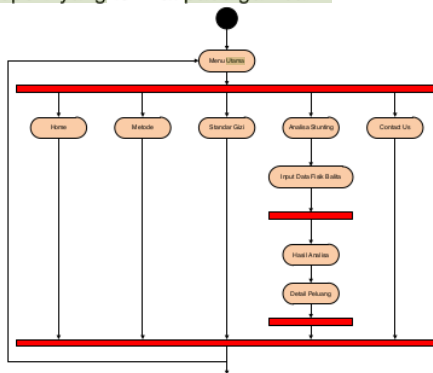 Menu Utama
Home
Metode
Standar Gizi
Analisa Stunting
Contact Us
Input Data Fisik Balita
Hasil Analisa
Detail Peluang